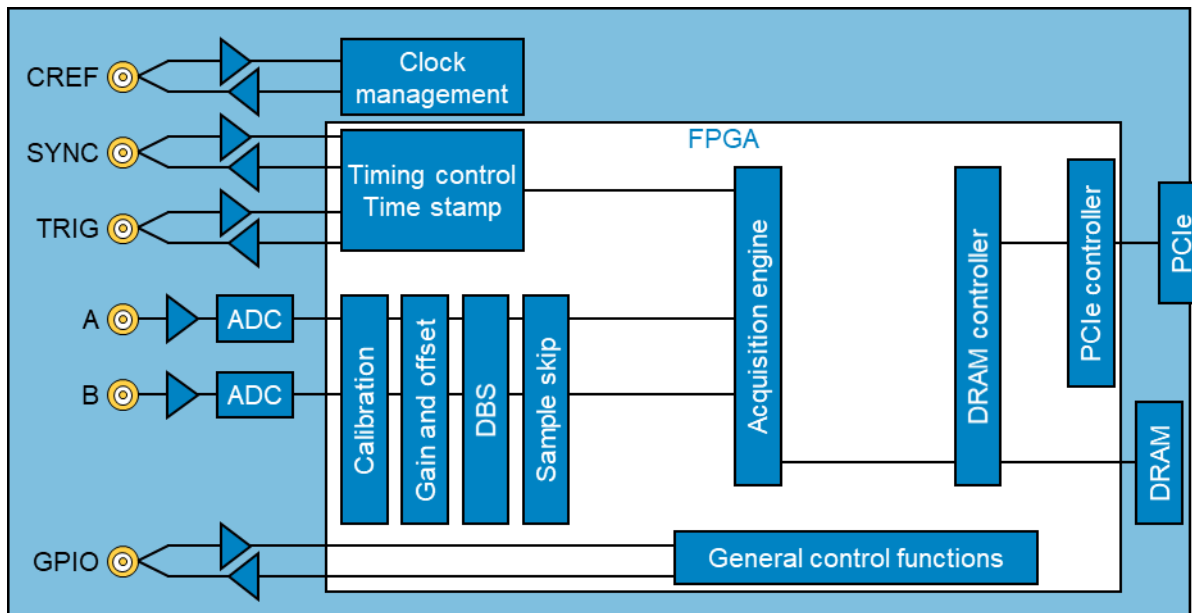 CREF
Clock
management
SYNC
FPGA
Timing control
Time stamp
TRIG
A
ADC
B
ADC
Calibration
Gain and offset
DBS
Sample skip
Acquisition engine
DRAM controller
PCIe controller
PCIe
DRAM
GPIO
General control functions